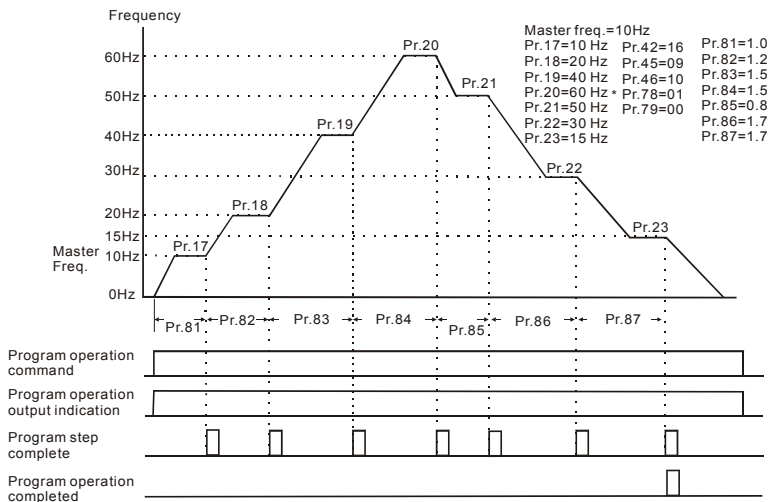 Frequency
Master freq.=10Hz
Pr.17=10 Hz Pr.42=16 Pr.81=1.0
Pr.18=20 Hz Pr.45=09 Pr.82=1.2
Pr.19=40 Hz Pr.46=10 Pr.83=1.5
Pr.20=60 Hz * Pr.78=01 Pr.84=1.5
Pr.21=50 Hz Pr.79=00 Pr.85=0.8
Pr.22=30 Hz Pr.86=1.7
Pr.23=15 Hz Pr.87=1.7
60Hz
50Hz
40Hz
30Hz
20Hz
15Hz
10Hz
0Hz
Master
Freq.
Pr.17
Pr.18
Pr.19
Pr.20
Pr.21
Pr.22
Pr.23
Pr.81 Pr.82 Pr.83 Pr.84 Pr.85 Pr.86 Pr.87
Program operation
command
Program operation
output indication
Program step
complete
Program operation
completed